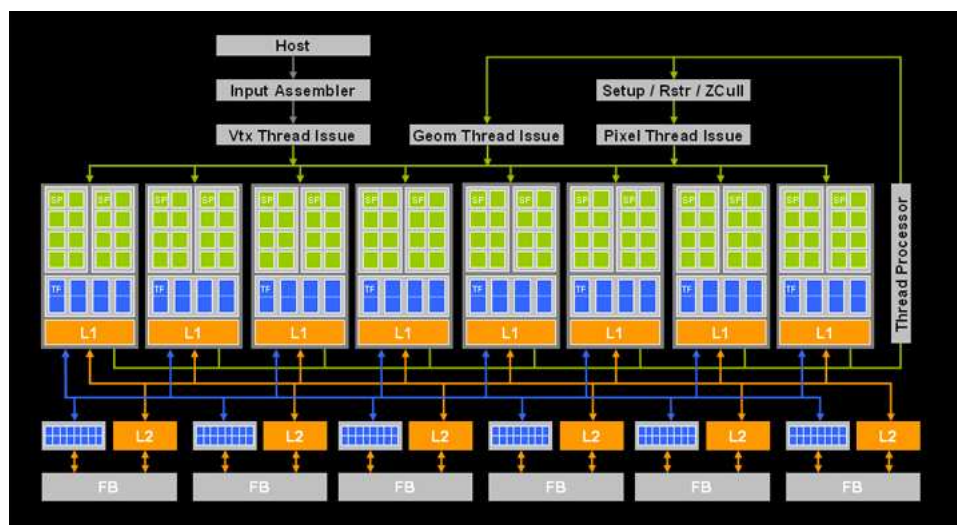 Host
Input Assembler
Setup / Rstr / ZCull
Vtx Thread Issue
Geom Thread Issue
Pixel Thread Issue
Thread Processor
SP SP SP SP SP SP SP SP SP SP SP SP SP SP SP SP
TF TF TF TF TF TF TF TF
L1 L1 L1 L1 L1 L1 L1 L1
L2 L2 L2 L2 L2 L2
FB FB FB FB FB FB